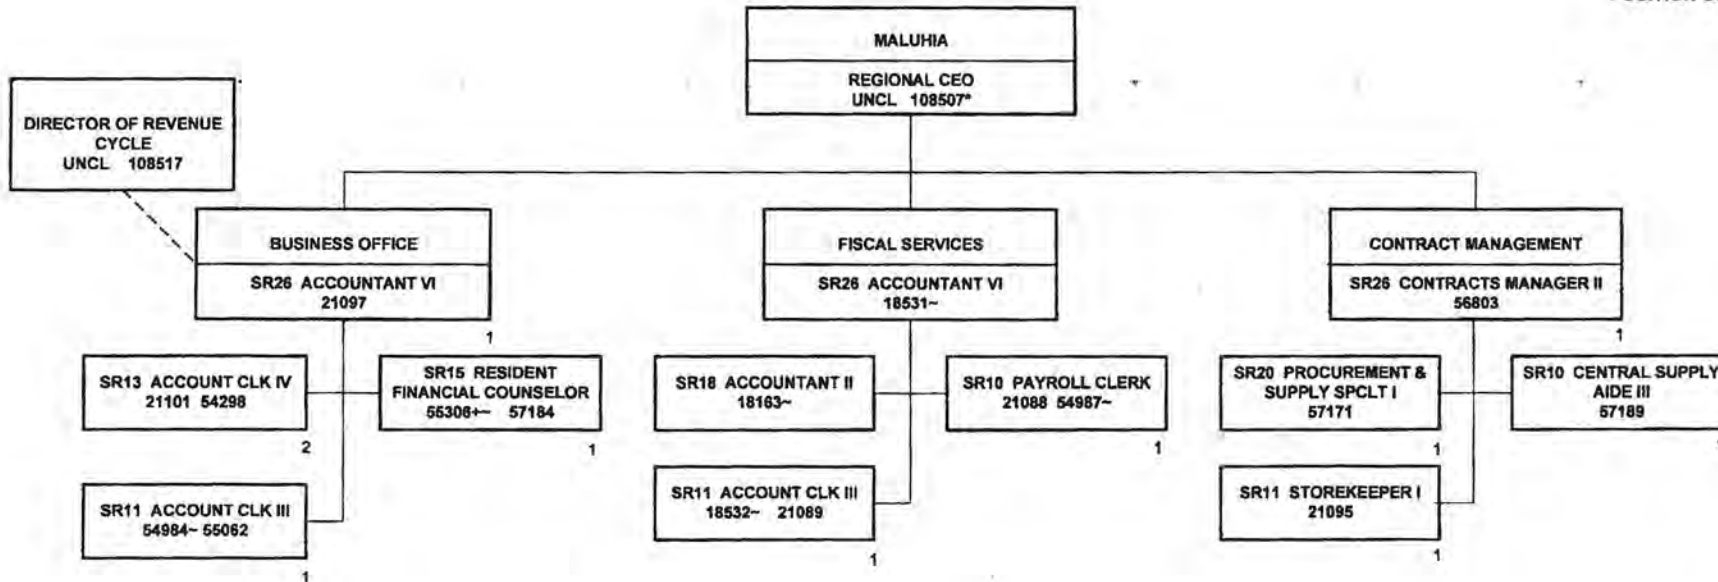 MALUHIA
REGIONAL CEO
UNCL 108507*
DIRECTOR OF REVENUE
CYCLE
UNCL 108517
BUSINESS OFFICE
SR26 ACCOUNTANT VI
21097
1
FISCAL SERVICES
SR26 ACCOUNTANT VI
18531~
CONTRACT MANAGEMENT
SR26 CONTRACTS MANAGER II
56803
1
SR13 ACCOUNT CLK IV
21101 54298
2
SR15 RESIDENT
FINANCIAL COUNSELOR
55306+~ 57184
1
SR18 ACCOUNTANT II
18163~
SR10 PAYROLL CLERK
21088 54987~
1
SR20 PROCUREMENT &
SUPPLY SPCLT I
57171
1
SR10 CENTRAL SUPPLY
AIDE III
57189
SR11 ACCOUNT CLK III
54984~ 55062
1
SR11 ACCOUNT CLK III
18532~ 21089
1
SR11 STOREKEEPER I
21095
1